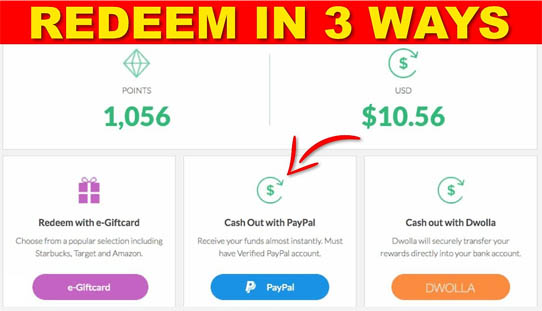 REDEEM IN 3 WAYS
$
POINTS
USD
1,056
$10.56
$
$
Redeem with e-Giftcard
Cash Out with PayPal
Cash out with Dwolla
Choose from a popular selection including
Starbucks, Target and Amazon.
Receive your funds almost instantly. Must
have Verified PayPal account.
Dwolla will securely transfer your
rewards directly into your bank account.
e-Giftcard
PayPal
DWOLLA